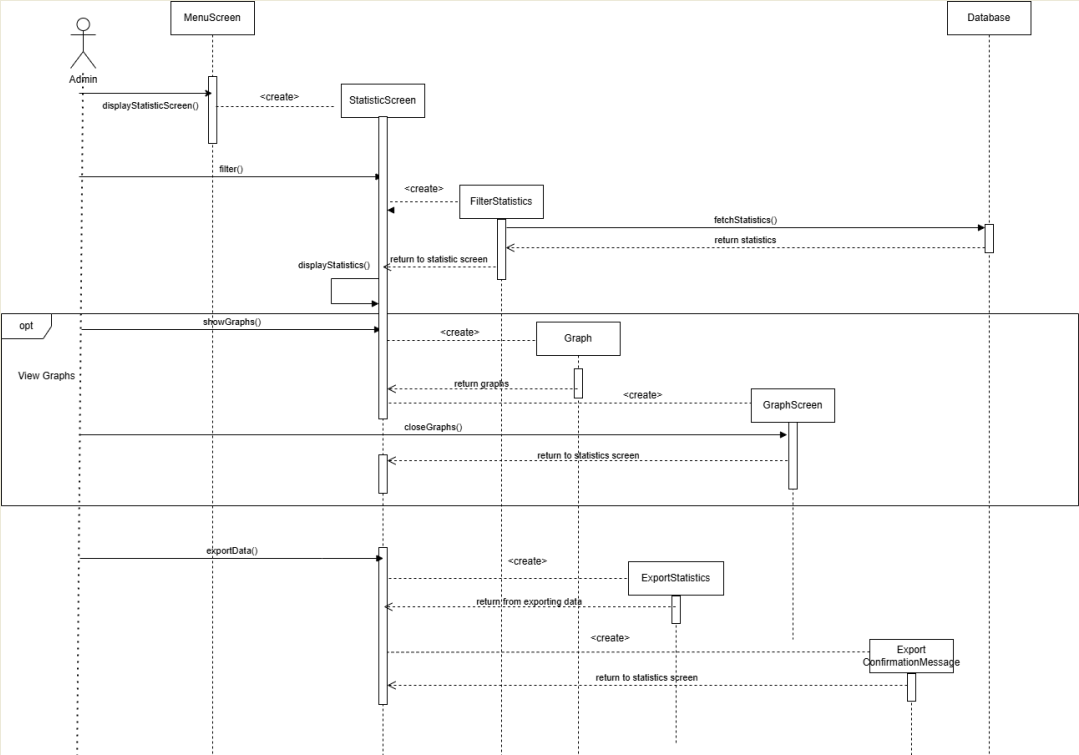 MenuScreen
Database
Admin
displayStatisticScreen()
<create>
StatisticScreen
filter()
<create>
FilterStatistics
fetchStatistics()
return statistics
return to statistic screen
displayStatistics()
opt
showGraphs()
<create>
Graph
View Graphs
return graphs
<create>
GraphScreen
closeGraphs()
return to statistics screen
exportData()
<create>
ExportStatistics
return from exporting data
<create>
Export
ConfirmationMessage
return to statistics screen